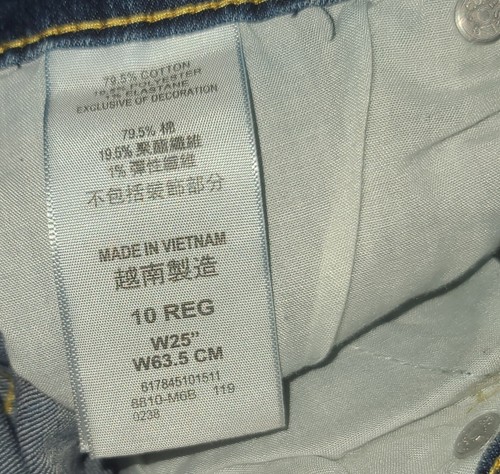 79.5% COTTON
19.5% POLYESTER
1% ELASTANE
EXCLUSIVE OF DECORATION
79.5% 棉
19.5% 聚酯纖維
1% 彈性纖維
不包括裝飾部分
MADE IN VIETNAM
越南製造
10 REG
W25"
W63.5 CM
617845101511
8810-M6B 119
0238